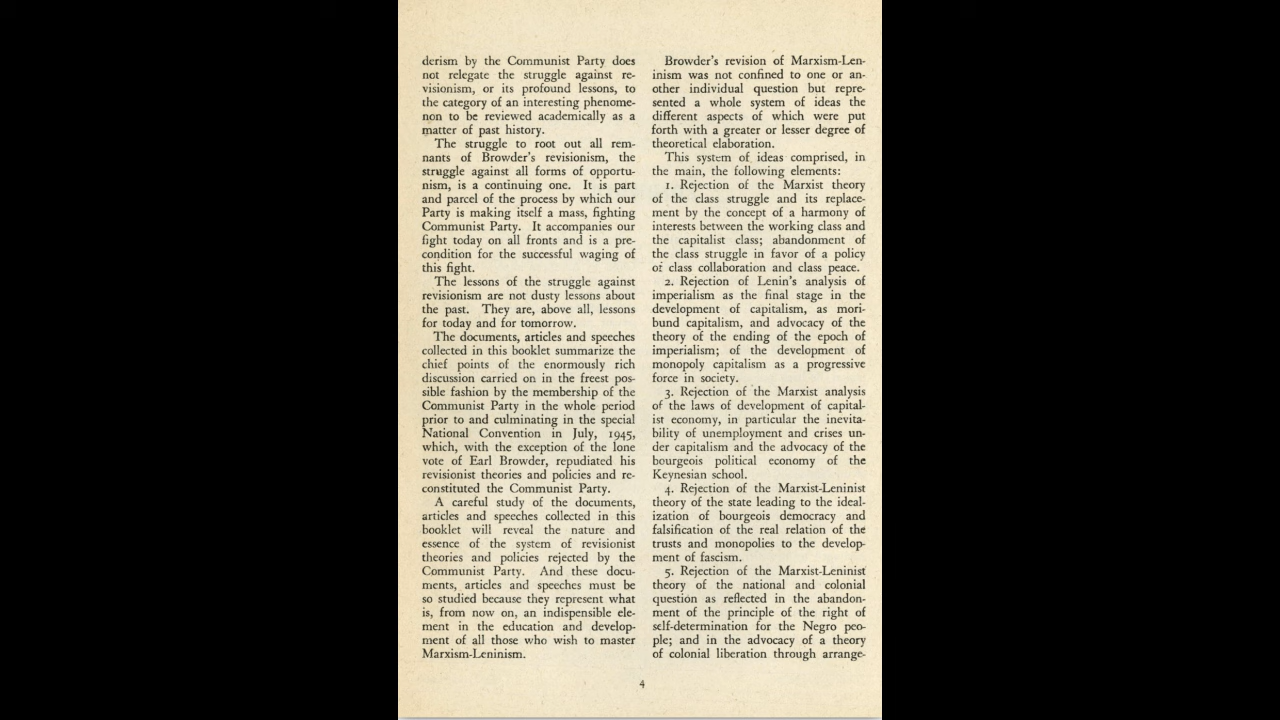 derism by the Communist Party does
not relegate the struggle against re-
visionism, or its profound lessons, to
the category of an interesting phenome-
non to be reviewed academically as a
matter of past history.
The struggle to root out all rem-
nants of Browder's revisionism, the
struggle against all forms of opportu-
nism, is a continuing one. It is part
and parcel of the process by which our
Party is making itself a mass, fighting
Communist Party. It accompanies our
fight today on all fronts and is a pre-
condition for the successful waging of
this fight.
The lessons of the struggle against
revisionism are not dusty lessons about
the past. They are, above all, lessons
for today and for tomorrow.
The documents, articles and speeches
collected in this booklet summarize the
chief points of the enormously rich
discussion carried on in the freest pos-
sible fashion by the membership of the
Communist Party in the whole period
prior to and culminating in the special
National Convention in July, 1945,
which, with the exception of the lone
vote of Earl Browder, repudiated his
revisionist theories and policies and re-
constituted the Communist Party.
A careful study of the documents,
articles and speeches collected in this
booklet will reveal the nature and
essence of the system of revisionist
theories and policies rejected by the
Communist Party. And these docu-
ments, articles and speeches must be
so studied because they represent what
is, from now on, an indispensible ele-
ment in the education and develop-
ment of all those who wish to master
Marxism-Leninism.
Browder's revision of Marxism-Len-
inism was not confined to one or an-
other individual question but repre-
sented a whole system of ideas the
different aspects of which were put
forth with a greater or lesser degree of
theoretical elaboration.
This system of ideas comprised, in
the main, the following elements:
1. Rejection of the Marxist theory
of the class struggle and its replace-
ment by the concept of a harmony of
interests between the working class and
the capitalist class; abandonment of
the class struggle in favor of a policy
of class collaboration and class peace.
2. Rejection of Lenin's analysis of
imperialism as the final stage in the
development of capitalism, as mori-
bund capitalism, and advocacy of the
theory of the ending of the epoch of
imperialism; of the development of
monopoly capitalism as a progressive
force in society.
3. Rejection of the Marxist analysis
of the laws of development of capital-
ist economy, in particular the inevita-
bility of unemployment and crises un-
der capitalism and the advocacy of the
bourgeois political economy of the
Keynesian school.
4. Rejection of the Marxist-Leninist
theory of the state leading to the ideal-
ization of bourgeois democracy and
falsification of the real relation of the
trusts and monopolies to the develop-
ment of fascism.
5. Rejection of the Marxist-Leninist
theory of the national and colonial
question as reflected in the abandon-
ment of the principle of the right of
self-determination for the Negro peo-
ple; and in the advocacy of a theory
of colonial liberation through arrange-
4